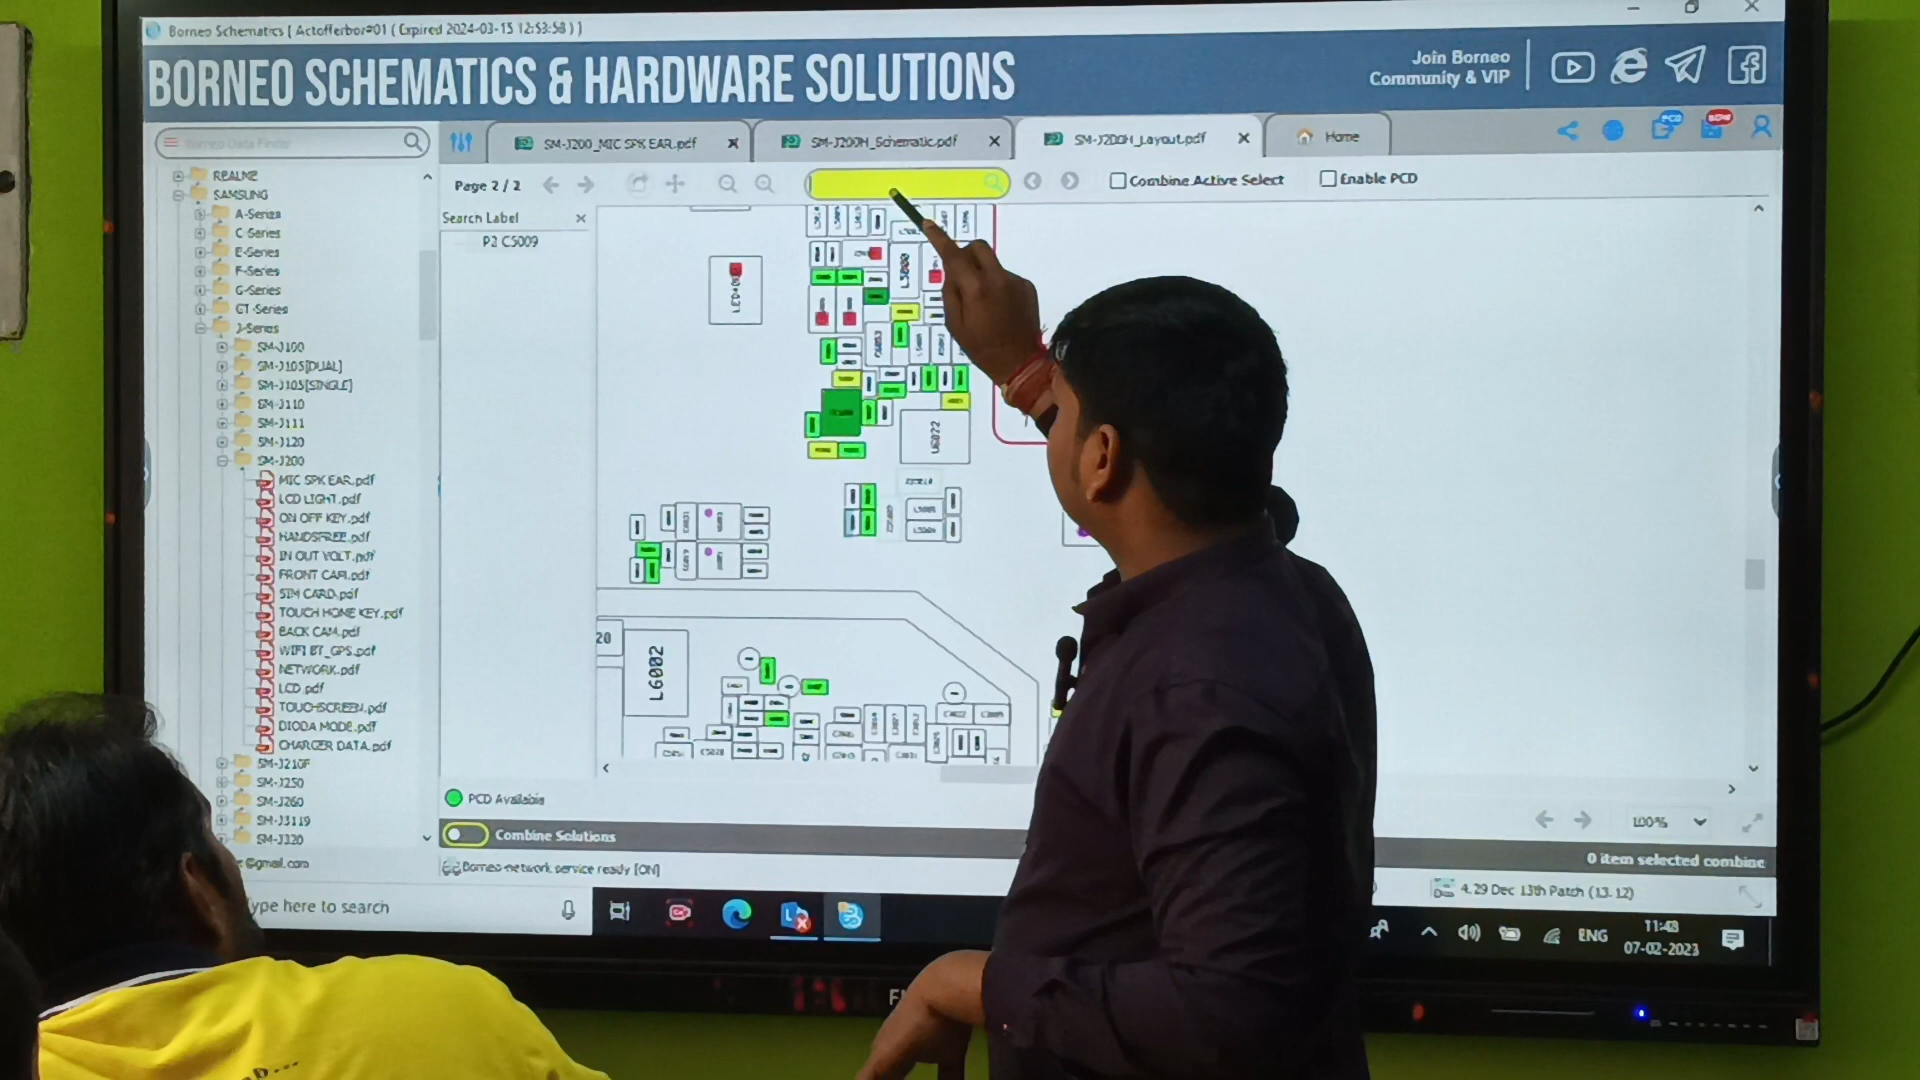 Borneo Schematics [ Actofferbor#01 ( Expired 2024-03-15 12:53:58 ) ]
BORNEO SCHEMATICS & HARDWARE SOLUTIONS
Join Borneo
Community & VIP
Borneo Data Finder
SM-J200_MIC SPK EAR.pdf
SM-J200H_Schematic.pdf
SM-J200H_Layout.pdf
Home
Page 2 / 2
Combine Active Select
Enable PCD
Search Label
P2 C5009
REALME
SAMSUNG
A-Series
C-Series
E-Series
F-Series
G-Series
GT-Series
J-Series
SM-J100
SM-J105[DUAL]
SM-J105[SINGLE]
SM-J110
SM-J111
SM-J120
SM-J200
MIC SPK EAR.pdf
LCD LIGHT.pdf
ON OFF KEY.pdf
HANDSFREE.pdf
IN OUT VOLT.pdf
FRONT CAM.pdf
SIM CARD.pdf
TOUCH HOME KEY.pdf
BACK CAM.pdf
WIFI BT_GPS.pdf
NETWORK.pdf
LCD.pdf
TOUCHSCREEN.pdf
DIODA MODE.pdf
CHARGER DATA.pdf
SM-J210F
SM-J250
SM-J260
SM-J3119
SM-J320
@gmail.com
L5000
U6022
20
L6002
PCD Available
Combine Solutions
Borneo network service ready [ON]
100%
0 item selected combine
4.29 Dec 13th Patch (13.12)
ype here to search
ENG
11:48
07-02-2023